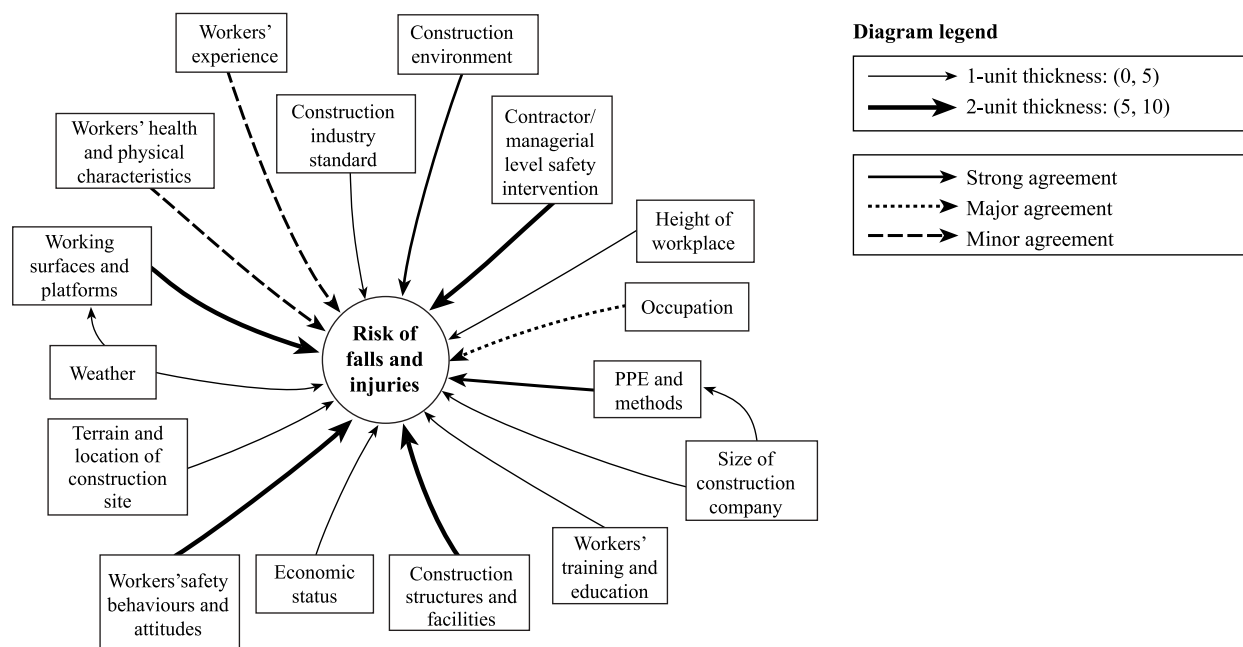 Workers'
experience
Construction
environment
Construction
industry
standard
Contractor/
managerial
level safety
intervention
Workers' health
and physical
characteristics
Height of
workplace
Working
surfaces and
platforms
Occupation
Risk of
falls and
injuries
Weather
PPE and
methods
Terrain and
location of
construction
site
Size of
construction
company
Workers'safety
behaviours and
attitudes
Economic
status
Construction
structures and
facilities
Workers'
training and
education
Diagram legend
1-unit thickness: (0, 5)
2-unit thickness: (5, 10)
Strong agreement
Major agreement
Minor agreement